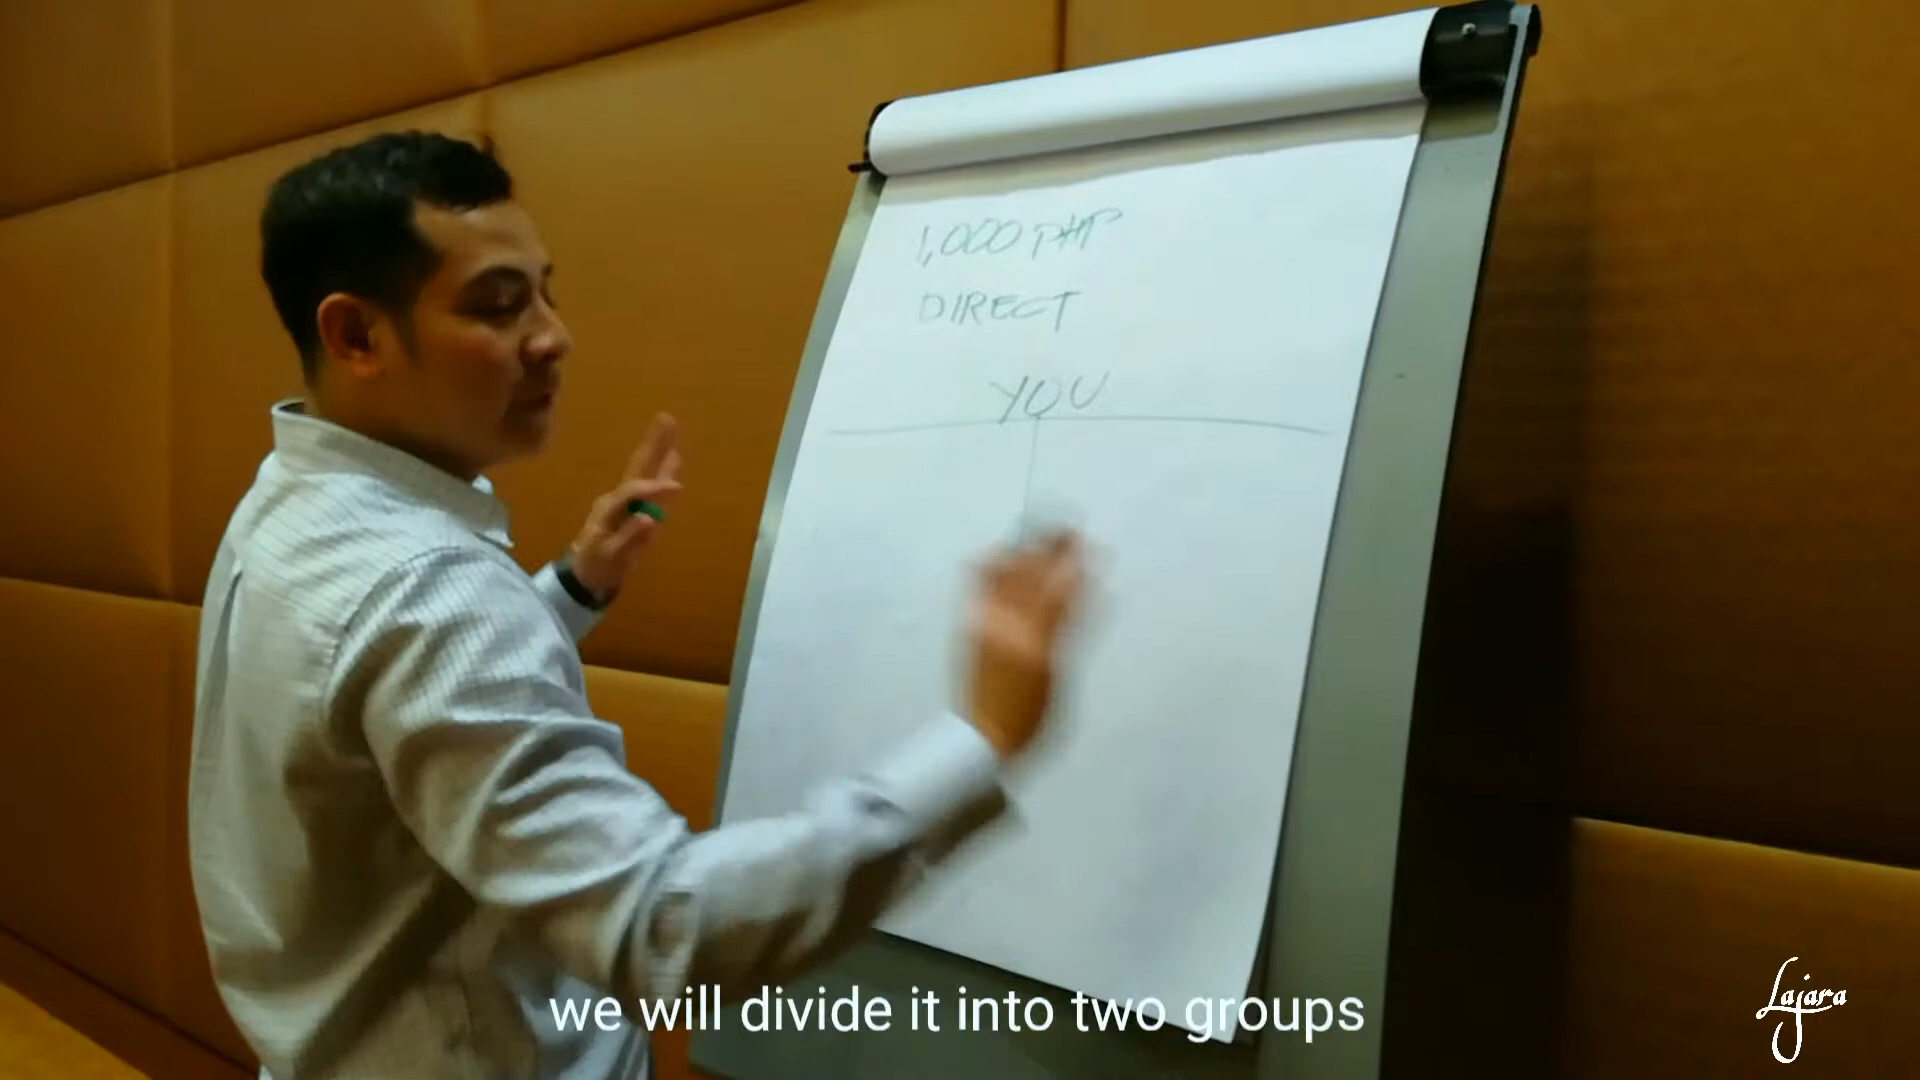 1,000 PHP
DIRECT
YOU
we will divide it into two groups
Lajara